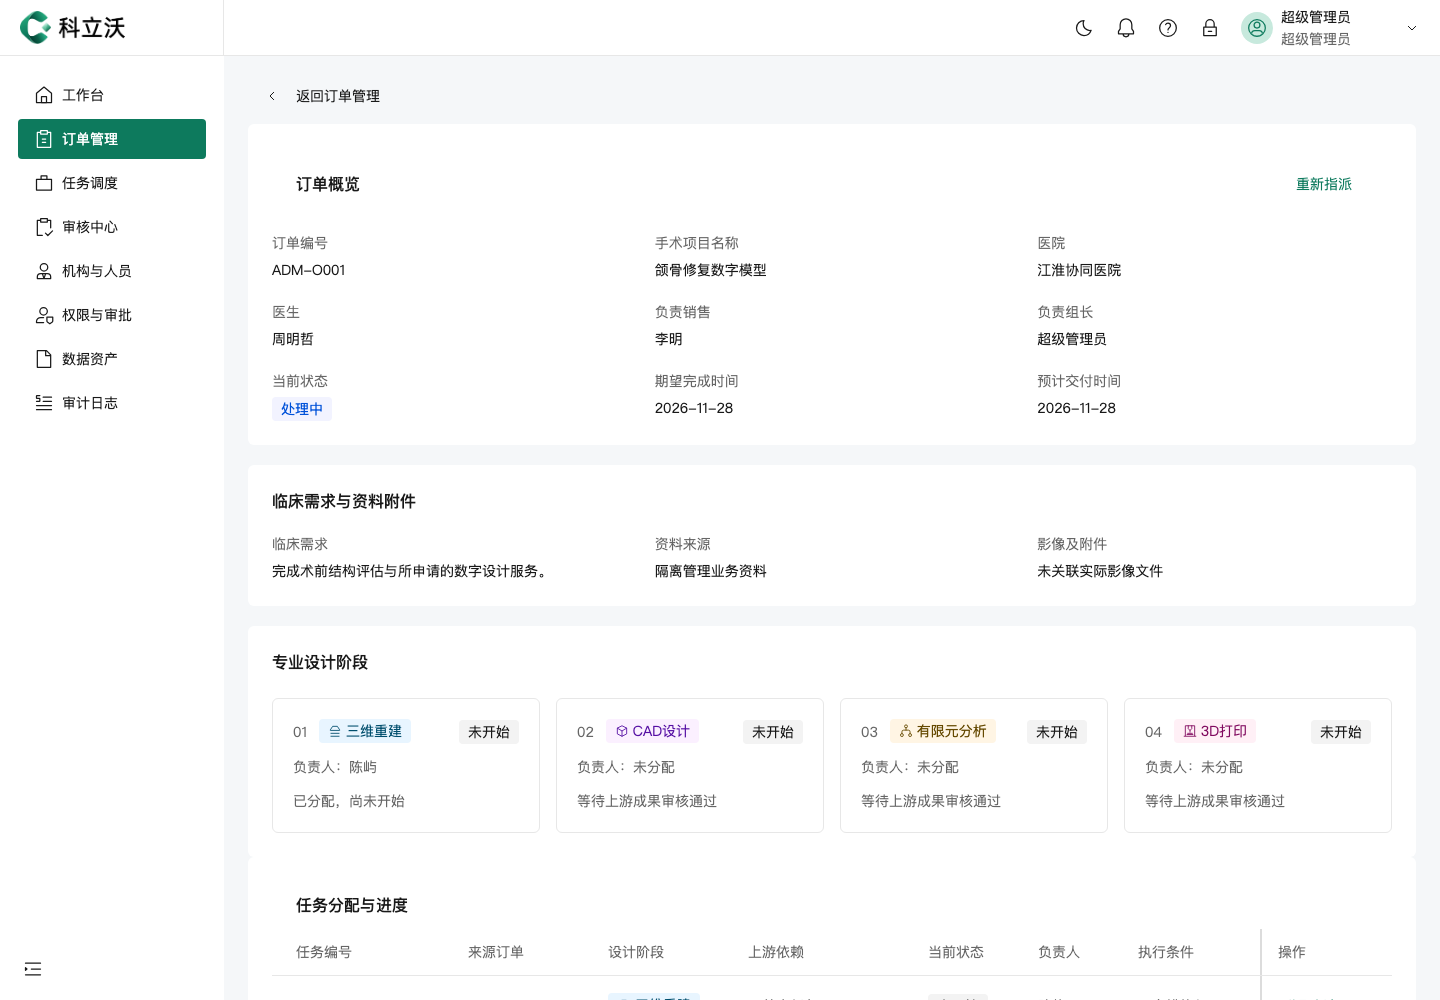 科立沃
超级管理员
超级管理员
工作台
订单管理
任务调度
审核中心
机构与人员
权限与审批
数据资产
审计日志
返回订单管理
订单概览
重新指派
订单编号 手术项目名称 医院
ADM-O001 颌骨修复数字模型 江淮协同医院
医生 负责销售 负责组长
周明哲 李明 超级管理员
当前状态 期望完成时间 预计交付时间
处理中 2026-11-28 2026-11-28
临床需求与资料附件
临床需求 资料来源 影像及附件
完成术前结构评估与所申请的数字设计服务。 隔离管理业务资料 未关联实际影像文件
专业设计阶段
01 三维重建 未开始
负责人：陈屿
已分配，尚未开始
02 CAD设计 未开始
负责人：未分配
等待上游成果审核通过
03 有限元分析 未开始
负责人：未分配
等待上游成果审核通过
04 3D打印 未开始
负责人：未分配
等待上游成果审核通过
任务分配与进度
任务编号 来源订单 设计阶段 上游依赖 当前状态 负责人 执行条件 操作